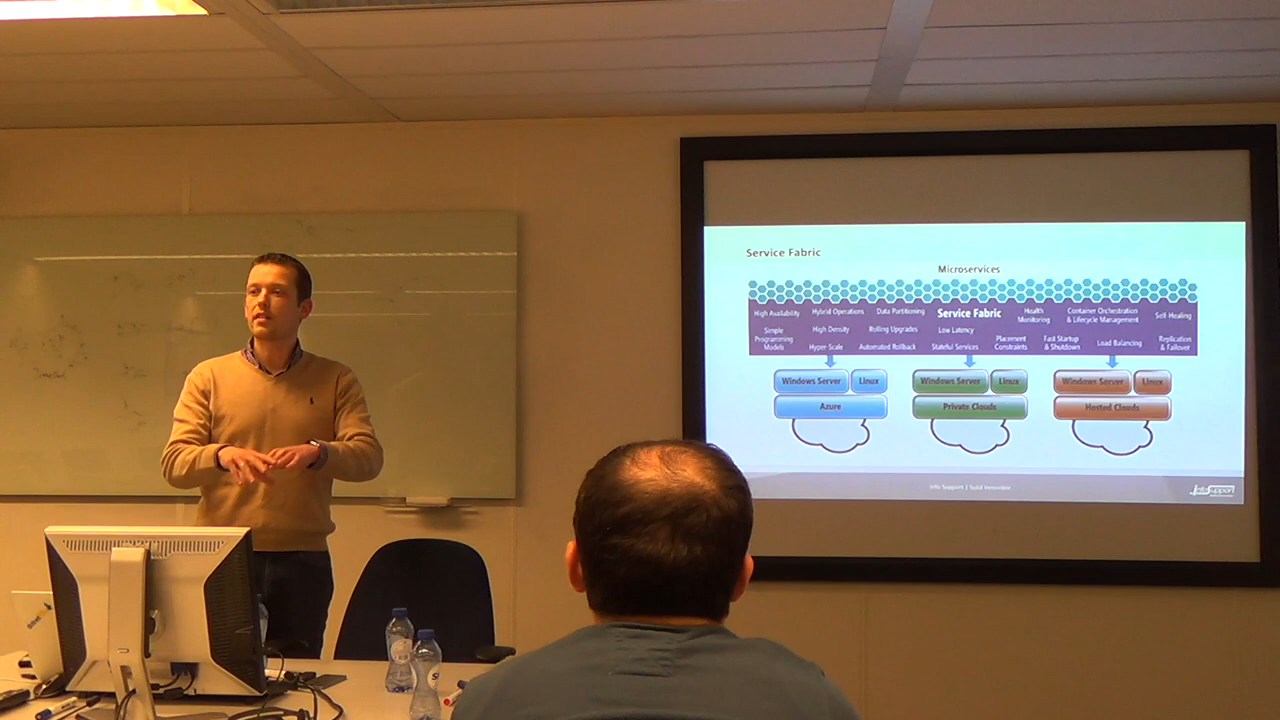 Service Fabric
Microservices
High Availability
Hybrid Operations
Data Partitioning
Service Fabric
Health
Monitoring
Container Orchestration
& Lifecycle Management
Self-Healing
Simple
Programming
Models
High Density
Rolling Upgrades
Low Latency
Hyper-Scale
Automated Rollback
Stateful Services
Placement
Constraints
Fast Startup
& Shutdown
Load Balancing
Replication
& Failover
Windows Server
Linux
Azure
Windows Server
Linux
Private Clouds
Windows Server
Linux
Hosted Clouds
Info Support | Solid Innovator
info support